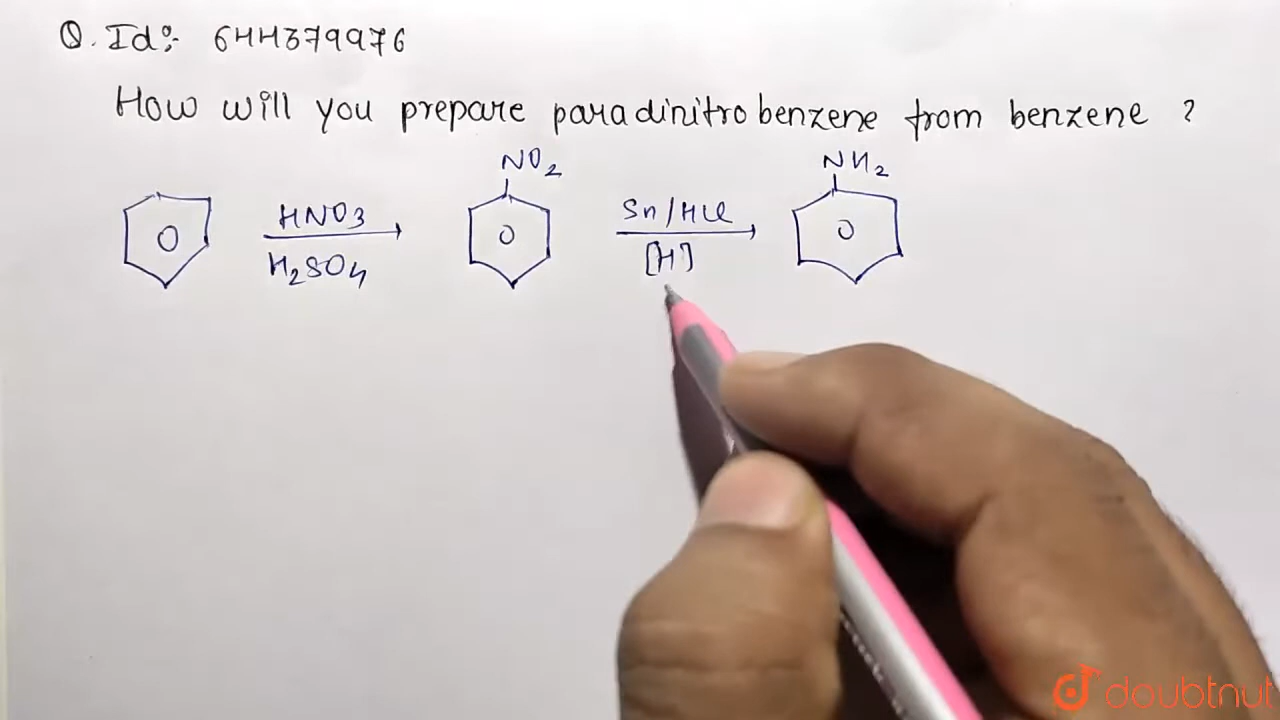 Q. Id:- 644379976
How will you prepare paradinitrobenzene from benzene ?
NO2 NH2
HNO3 Sn/HCl
H2SO4 [H]
doubtnut